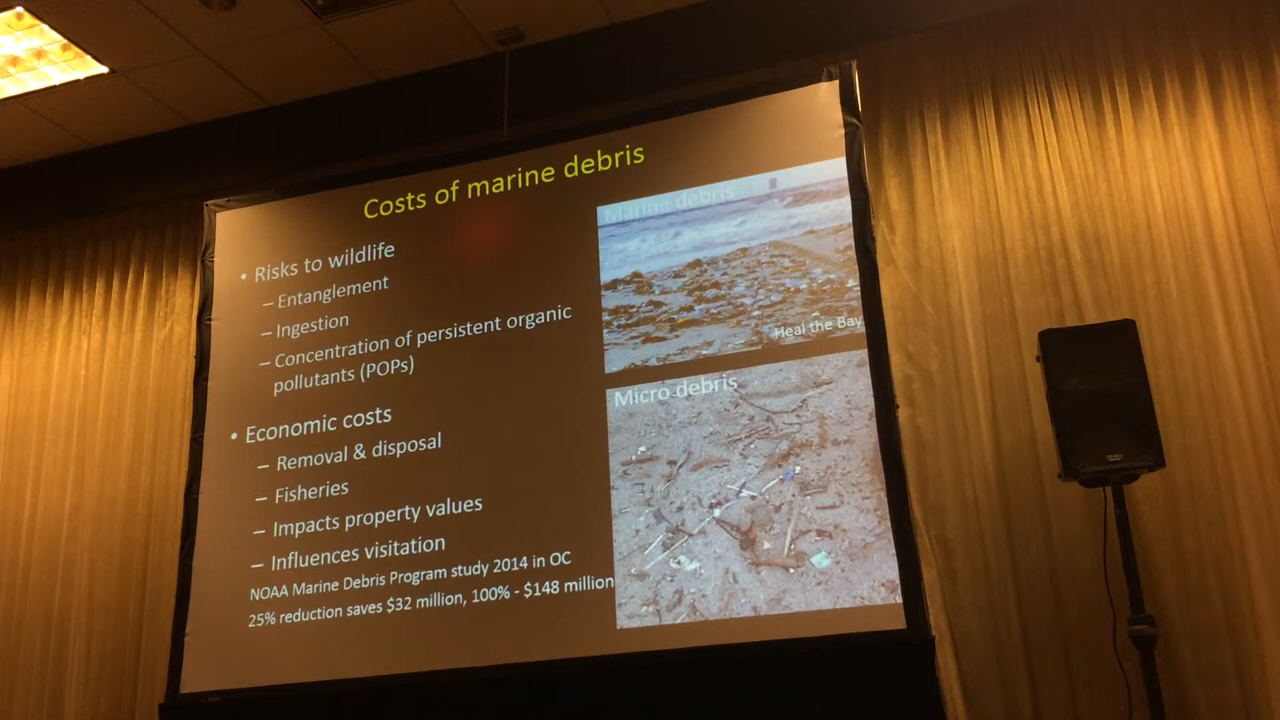 Costs of marine debris
• Risks to wildlife
– Entanglement
– Ingestion
– Concentration of persistent organic
pollutants (POPs)
• Economic costs
– Removal & disposal
– Fisheries
– Impacts property values
– Influences visitation
NOAA Marine Debris Program study 2014 in OC
25% reduction saves $32 million, 100% - $148 million
Marine debris
Heal the Bay
Micro debris